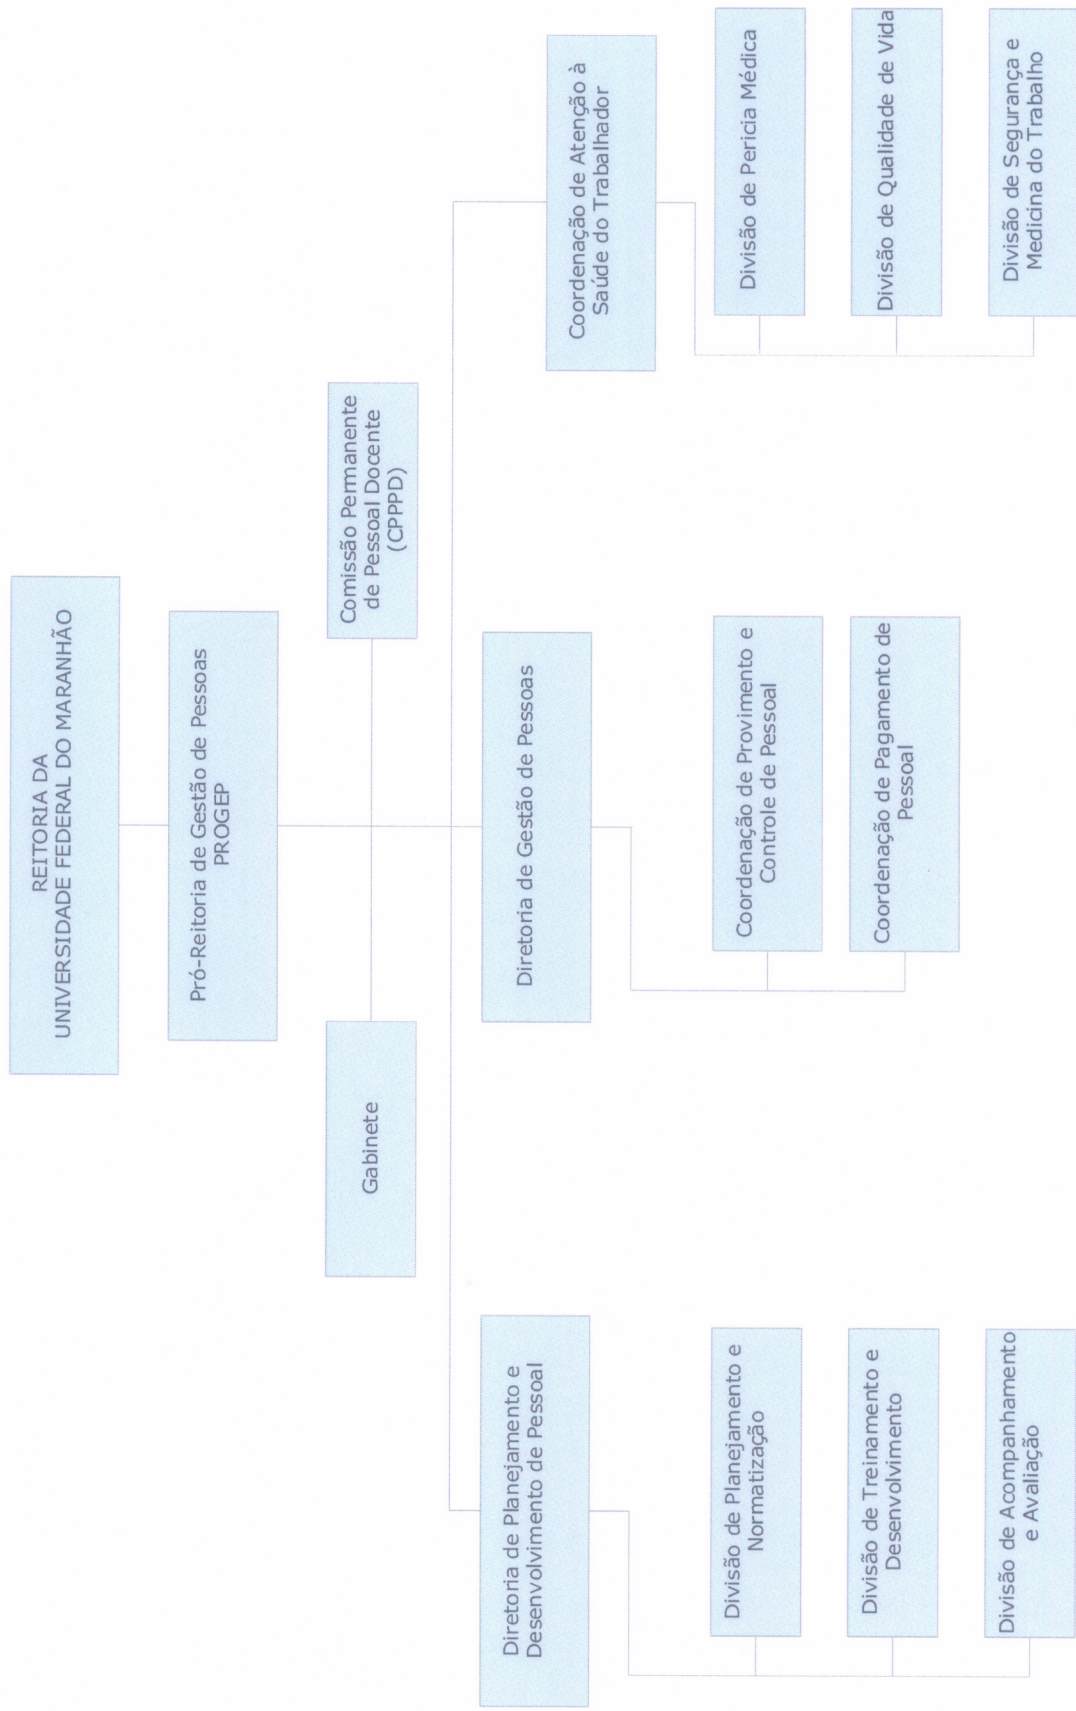 REITORIA DA
UNIVERSIDADE FEDERAL DO MARANHÃO
Pró-Reitoria de Gestão de Pessoas
PROGEP
Gabinete
Comissão Permanente
de Pessoal Docente
(CPPPD)
Diretoria de Planejamento e
Desenvolvimento de Pessoal
Divisão de Planejamento e
Normatização
Divisão de Treinamento e
Desenvolvimento
Divisão de Acompanhamento
e Avaliação
Diretoria de Gestão de Pessoas
Coordenação de Provimento e
Controle de Pessoal
Coordenação de Pagamento de
Pessoal
Coordenação de Atenção à
Saúde do Trabalhador
Divisão de Pericia Médica
Divisão de Qualidade de Vida
Divisão de Segurança e
Medicina do Trabalho